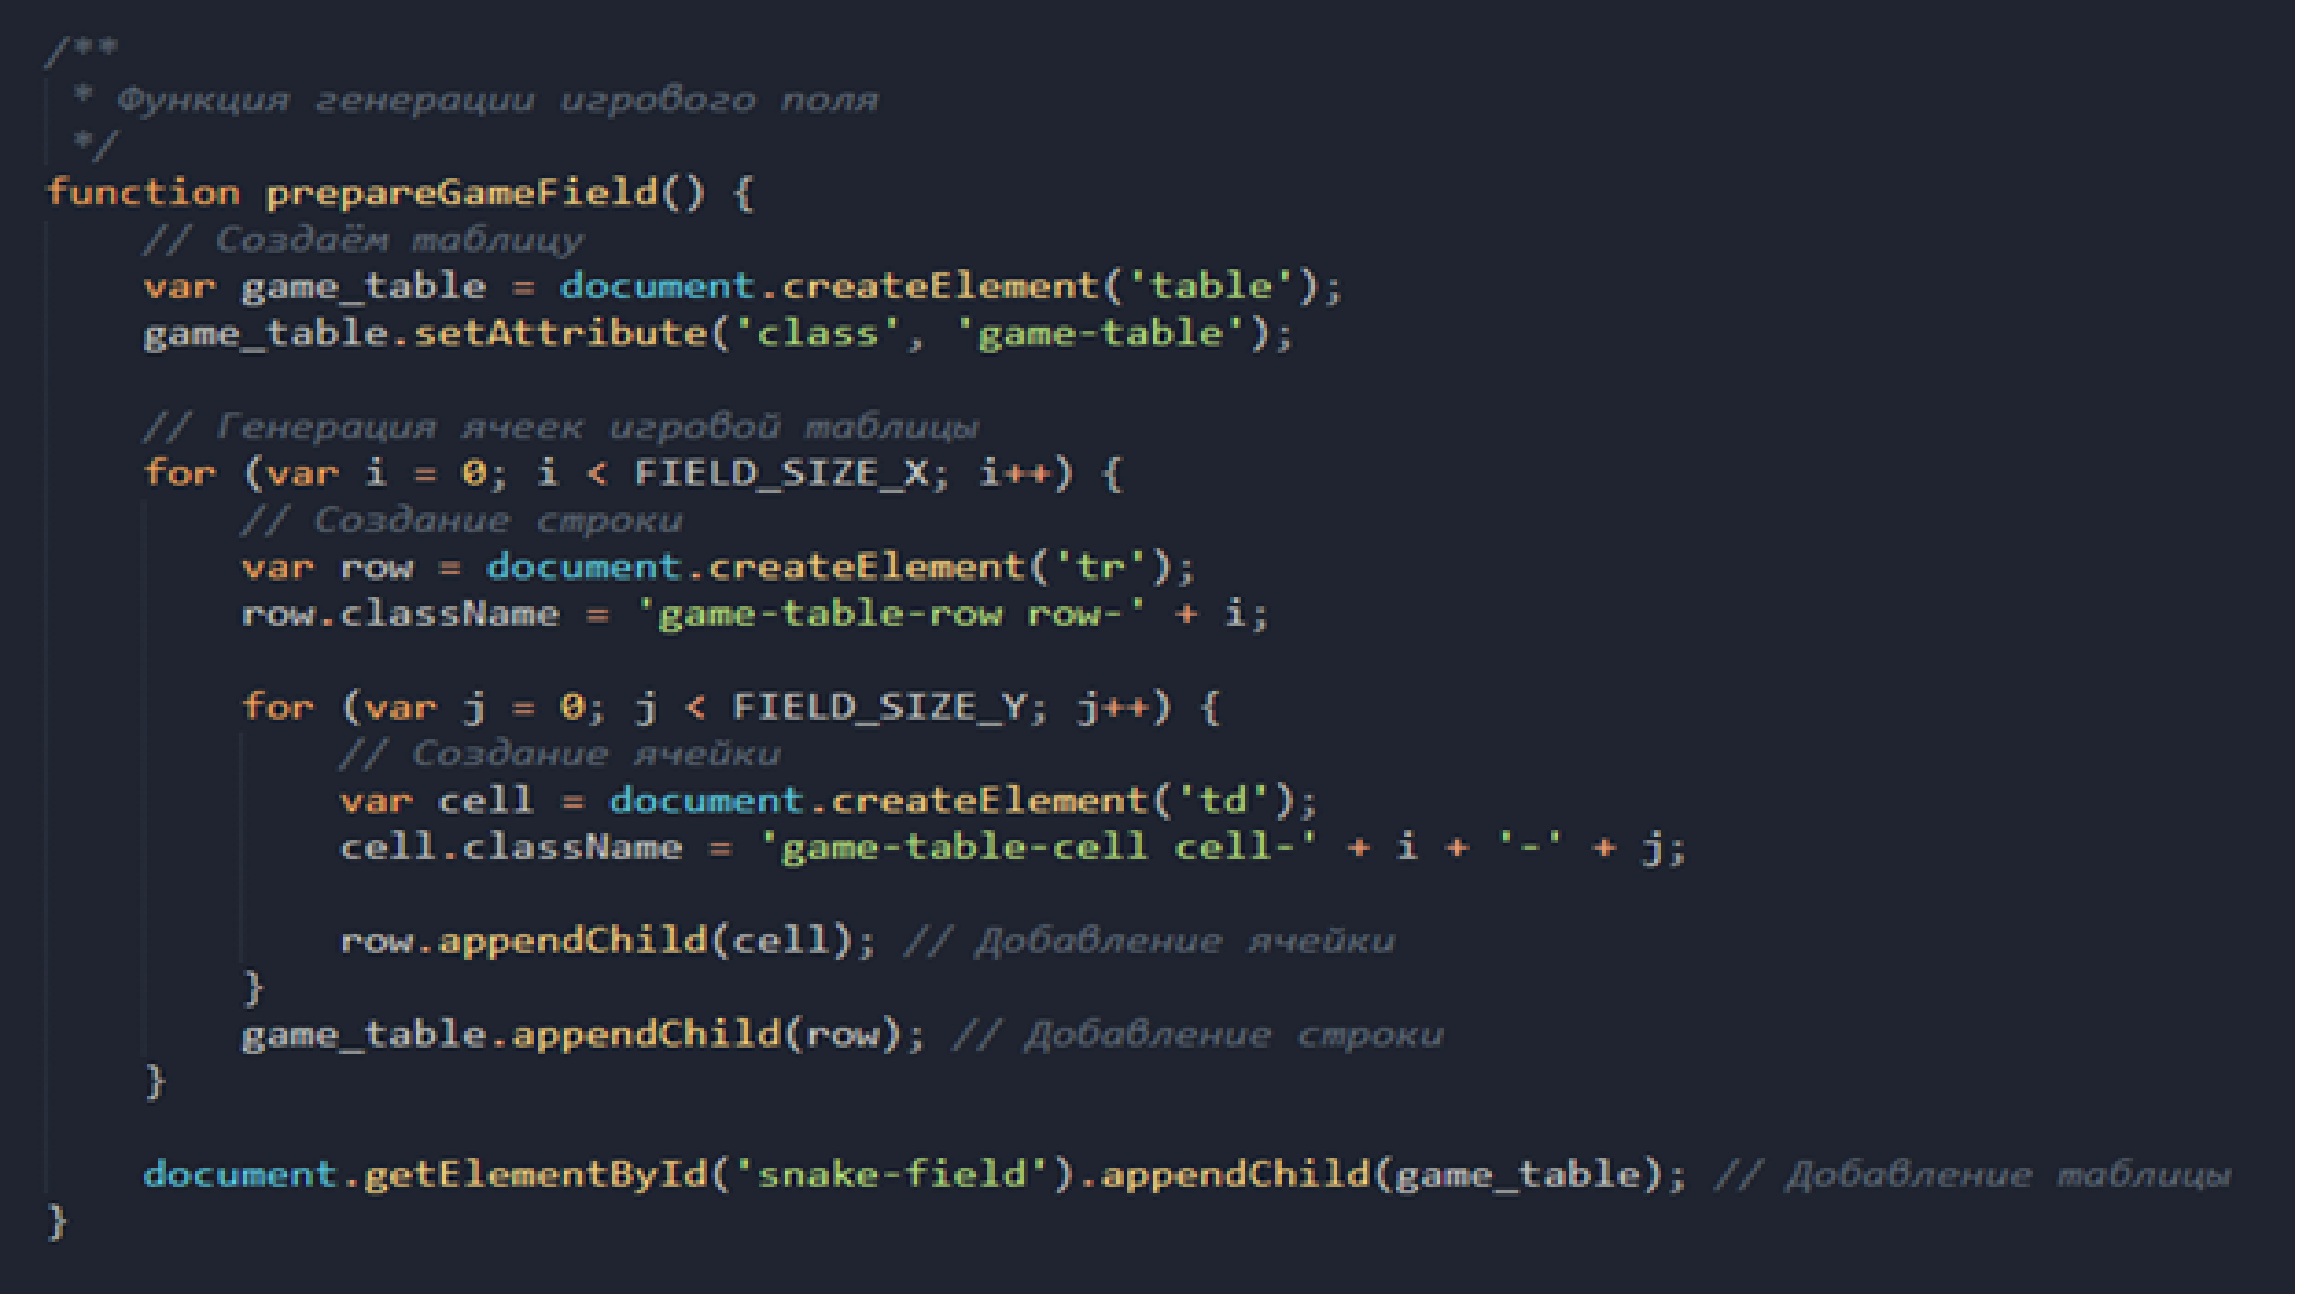 /**
 * Функция генерации игрового поля
 */
function prepareGameField() {
    // Создаём таблицу
    var game_table = document.createElement('table');
    game_table.setAttribute('class', 'game-table');

    // Генерация ячеек игровой таблицы
    for (var i = 0; i < FIELD_SIZE_X; i++) {
        // Создание строки
        var row = document.createElement('tr');
        row.className = 'game-table-row row-' + i;

        for (var j = 0; j < FIELD_SIZE_Y; j++) {
            // Создание ячейки
            var cell = document.createElement('td');
            cell.className = 'game-table-cell cell-' + i + '-' + j;

            row.appendChild(cell); // Добавление ячейки
        }
        game_table.appendChild(row); // Добавление строки
    }

    document.getElementById('snake-field').appendChild(game_table); // Добавление таблицы
}